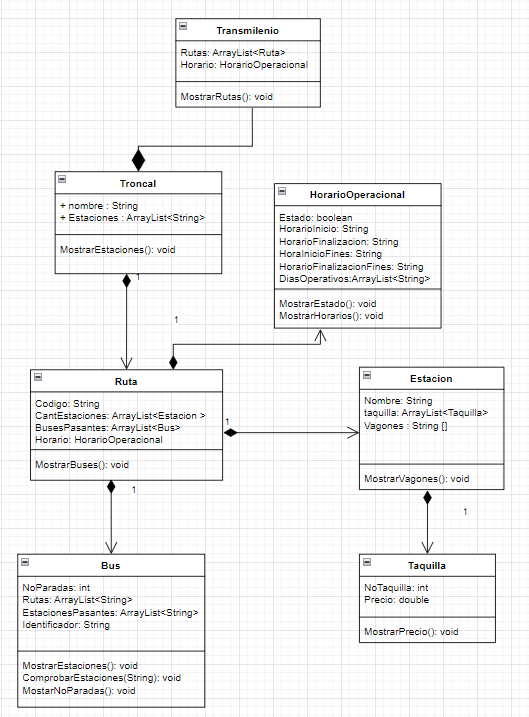 Transmilenio
Rutas: ArrayList<Ruta>
Horario: HorarioOperacional
MostrarRutas(): void
Troncal
+ nombre : String
+ Estaciones : ArrayList<String>
MostrarEstaciones(): void
1
HorarioOperacional
Estado: boolean
HorarioInicio: String
HorarioFinalizacion: String
HoraInicioFines: String
HorarioFinalizacionFines: String
DiasOperativos:ArrayList<String>
MostrarEstado(): void
MostrarHorarios(): void
1
Ruta
Codigo: String
CantEstaciones: ArrayList<Estacion >
BusesPasantes: ArrayList<Bus>
Horario: HorarioOperacional
MostrarBuses(): void
1
1
Estacion
Nombre: String
taquilla: ArrayList<Taquilla>
Vagones : String []
MostrarVagones(): void
1
Bus
NoParadas: int
Rutas: ArrayList<String>
EstacionesPasantes: ArrayList<String>
Identificador: String
MostrarEstaciones(): void
ComprobarEstaciones(String): void
MostarNoParadas(): void
Taquilla
NoTaquilla: int
Precio: double
MostrarPrecio(): void